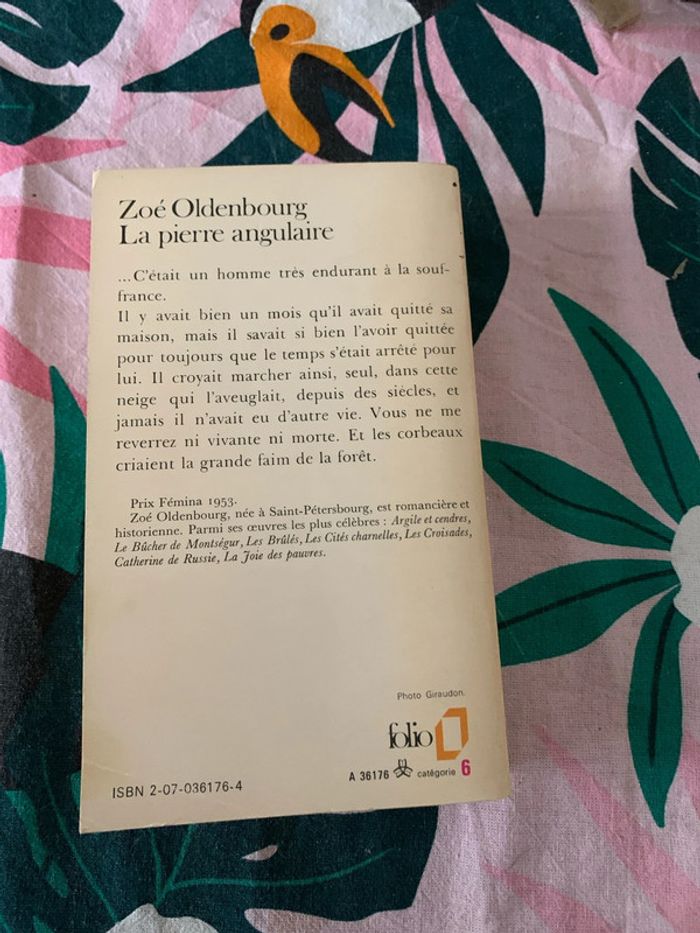 Zoé Oldenbourg
La pierre angulaire
...C'était un homme très endurant à la souf-
france.
Il y avait bien un mois qu'il avait quitté sa
maison, mais il savait si bien l'avoir quittée
pour toujours que le temps s'était arrêté pour
lui. Il croyait marcher ainsi, seul, dans cette
neige qui l'aveuglait, depuis des siècles, et
jamais il n'avait eu d'autre vie. Vous ne me
reverrez ni vivante ni morte. Et les corbeaux
criaient la grande faim de la forêt.
Prix Fémina 1953.
Zoé Oldenbourg, née à Saint-Pétersbourg, est romancière et
historienne. Parmi ses œuvres les plus célèbres : Argile et cendres,
Le Bûcher de Montségur, Les Brûlés, Les Cités charnelles, Les Croisades,
Catherine de Russie, La Joie des pauvres.
Photo Giraudon.
folio
ISBN 2-07-036176-4
A 36176 catégorie 6